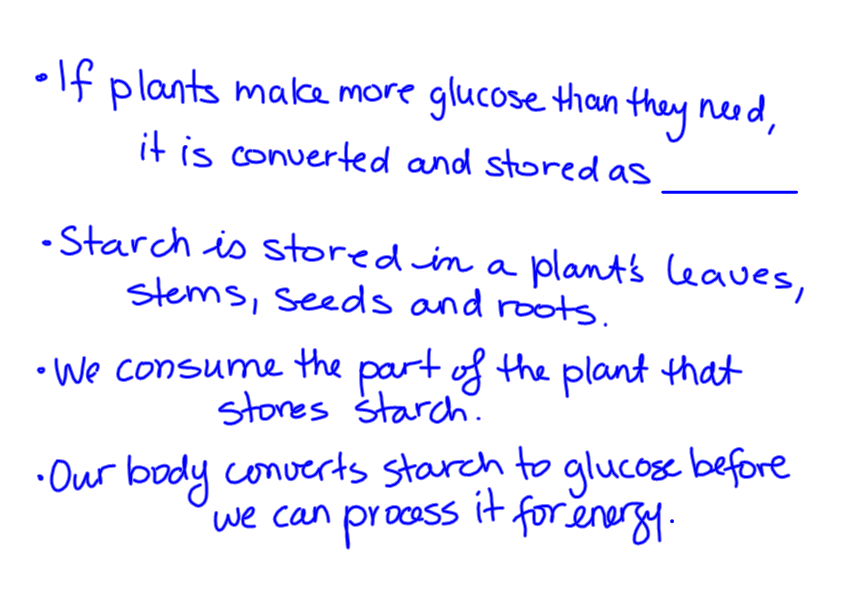 • If plants make more glucose than they need,
it is converted and stored as ______
• Starch is stored in a plant's leaves,
stems, seeds and roots.
• We consume the part of the plant that
stores starch.
• Our body converts starch to glucose before
we can process it for energy.